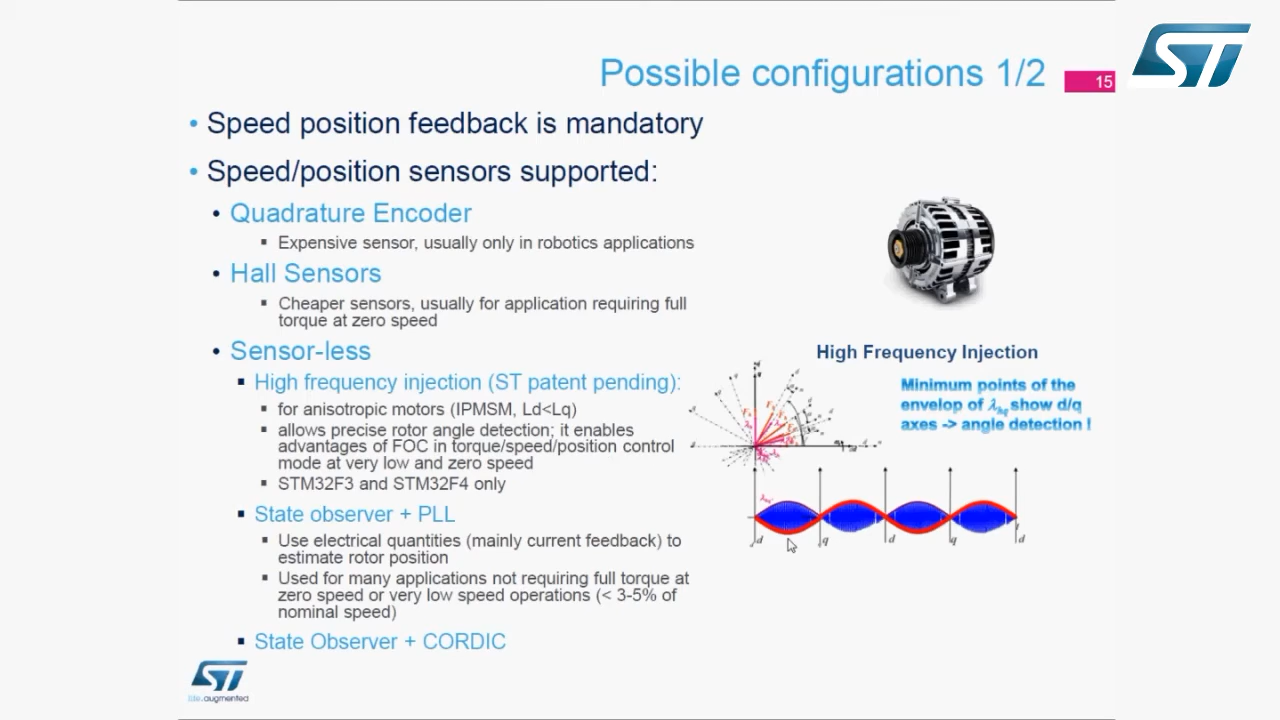 Possible configurations 1/2
15
ST
• Speed position feedback is mandatory
• Speed/position sensors supported:
• Quadrature Encoder
▪ Expensive sensor, usually only in robotics applications
• Hall Sensors
▪ Cheaper sensors, usually for application requiring full
torque at zero speed
• Sensor-less
▪ High frequency injection (ST patent pending):
▪ for anisotropic motors (IPMSM, Ld<Lq)
▪ allows precise rotor angle detection; it enables
advantages of FOC in torque/speed/position control
mode at very low and zero speed
▪ STM32F3 and STM32F4 only
▪ State observer + PLL
▪ Use electrical quantities (mainly current feedback) to
estimate rotor position
▪ Used for many applications not requiring full torque at
zero speed or very low speed operations (< 3-5% of
nominal speed)
▪ State Observer + CORDIC
High Frequency Injection
Minimum points of the
envelop of λhq show d/q
axes -> angle detection !
d q d q d
ST
life.augmented